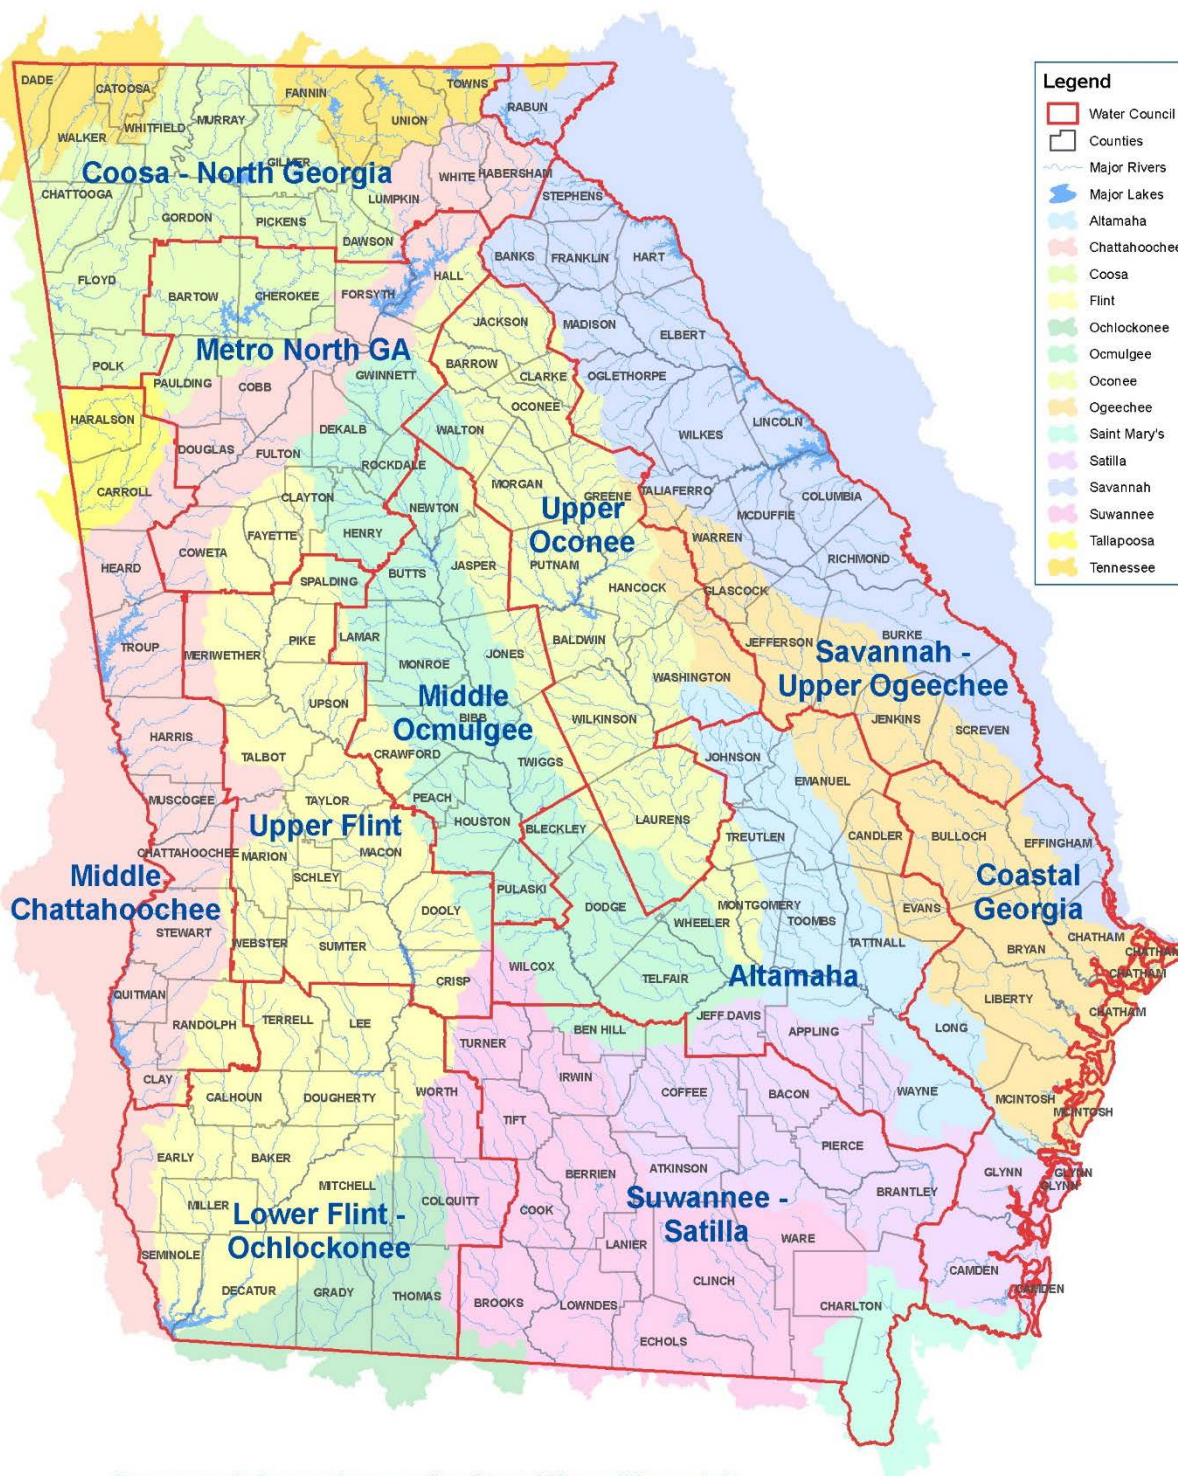 DADE
CATOOSA
WALKER
WHITFIELD
MURRAY
FANNIN
UNION
TOWNS
RABUN
GILMER
Coosa - North Georgia
CHATTOOGA
GORDON
PICKENS
LUMPKIN
WHITE
HABERSHAM
STEPHENS
DAWSON
BANKS
FRANKLIN
HART
FLOYD
BARTOW
CHEROKEE
FORSYTH
HALL
JACKSON
MADISON
ELBERT
Metro North GA
POLK
PAULDING
COBB
GWINNETT
BARROW
CLARKE
OGLETHORPE
OCONEE
HARALSON
DOUGLAS
FULTON
DEKALB
WALTON
WILKES
LINCOLN
ROCKDALE
CARROLL
CLAYTON
NEWTON
MORGAN
GREENE
TALIAFERRO
COLUMBIA
MCDUFFIE
Upper
Oconee
COWETA
FAYETTE
HENRY
WARREN
RICHMOND
HEARD
SPALDING
BUTTS
JASPER
PUTNAM
HANCOCK
GLASCOCK
TROUP
MERIWETHER
PIKE
LAMAR
MONROE
JONES
BALDWIN
JEFFERSON
BURKE
Savannah -
Upper Ogeechee
WASHINGTON
UPSON
Middle
Ocmulgee
BIBB
WILKINSON
JENKINS
SCREVEN
HARRIS
TALBOT
CRAWFORD
TWIGGS
JOHNSON
EMANUEL
MUSCOGEE
TAYLOR
PEACH
HOUSTON
BLECKLEY
LAURENS
TREUTLEN
CANDLER
BULLOCH
EFFINGHAM
Upper Flint
CHATTAHOOCHEE
MARION
MACON
SCHLEY
Middle
Chattahoochee
PULASKI
DODGE
WHEELER
MONTGOMERY
TOOMBS
EVANS
Coastal
Georgia
STEWART
WEBSTER
SUMTER
DOOLY
TATTNALL
BRYAN
CHATHAM
CHATHAM
CHATHAM
CHATHAM
QUITMAN
CRISP
WILCOX
TELFAIR
Altamaha
LIBERTY
RANDOLPH
TERRELL
LEE
TURNER
BEN HILL
JEFF DAVIS
APPLING
LONG
CLAY
CALHOUN
DOUGHERTY
WORTH
IRWIN
COFFEE
BACON
WAYNE
MCINTOSH
MCINTOSH
TIFT
EARLY
BAKER
MITCHELL
BERRIEN
ATKINSON
PIERCE
GLYNN
GLYNN
GLYNN
MILLER
Lower Flint -
Ochlockonee
COLQUITT
COOK
Suwannee -
Satilla
BRANTLEY
SEMINOLE
LANIER
WARE
DECATUR
GRADY
THOMAS
BROOKS
LOWNDES
CLINCH
CHARLTON
CAMDEN
CAMDEN
ECHOLS
Legend
Water Council
Counties
Major Rivers
Major Lakes
Altamaha
Chattahoochee
Coosa
Flint
Ochlockonee
Ocmulgee
Oconee
Ogeechee
Saint Mary's
Satilla
Savannah
Suwannee
Tallapoosa
Tennessee